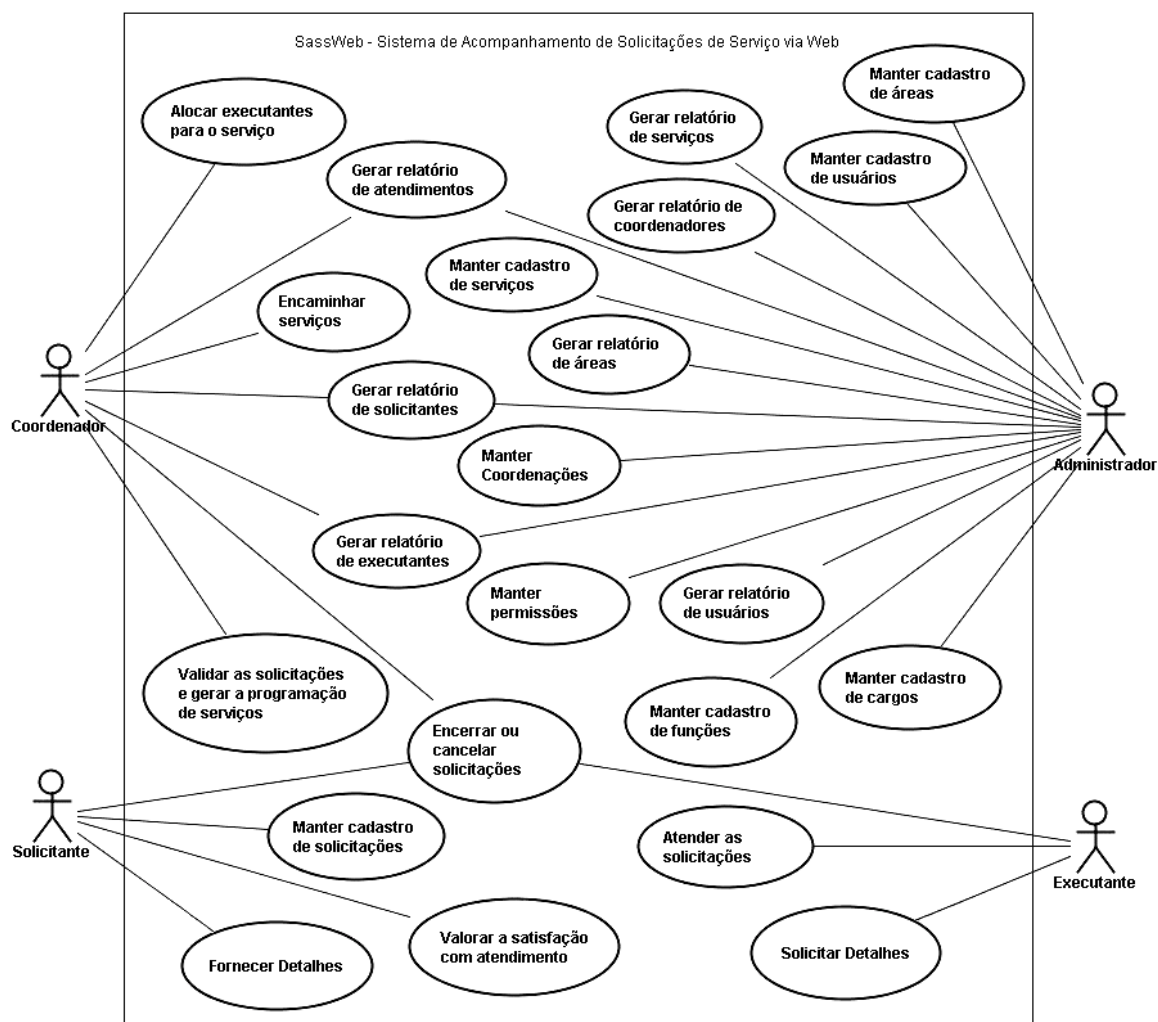 SassWeb - Sistema de Acompanhamento de Solicitações de Serviço via Web
Manter cadastro
de áreas
Alocar executantes
para o serviço
Gerar relatório
de serviços
Gerar relatório
de atendimentos
Manter cadastro
de usuários
Gerar relatório de
coordenadores
Manter cadastro
de serviços
Encaminhar
serviços
Gerar relatório
de áreas
Gerar relatório
de solicitantes
Coordenador
Manter
Coordenações
Administrador
Gerar relatório
de executantes
Manter
permissões
Gerar relatório
de usuários
Validar as solicitações
e gerar a programação
de serviços
Manter cadastro
de cargos
Manter cadastro
de funções
Encerrar ou
cancelar
solicitações
Manter cadastro
de solicitações
Atender as
solicitações
Solicitante
Executante
Valorar a satisfação
com atendimento
Fornecer Detalhes
Solicitar Detalhes